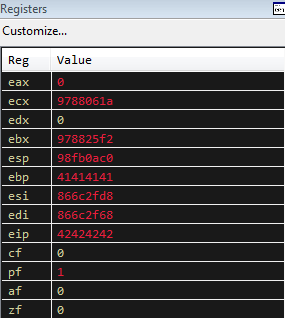 Registers
Customize...
Reg Value
eax 0
ecx 9788061a
edx 0
ebx 978825f2
esp 98fb0ac0
ebp 41414141
esi 866c2fd8
edi 866c2f68
eip 42424242
cf 0
pf 1
af 0
zf 0